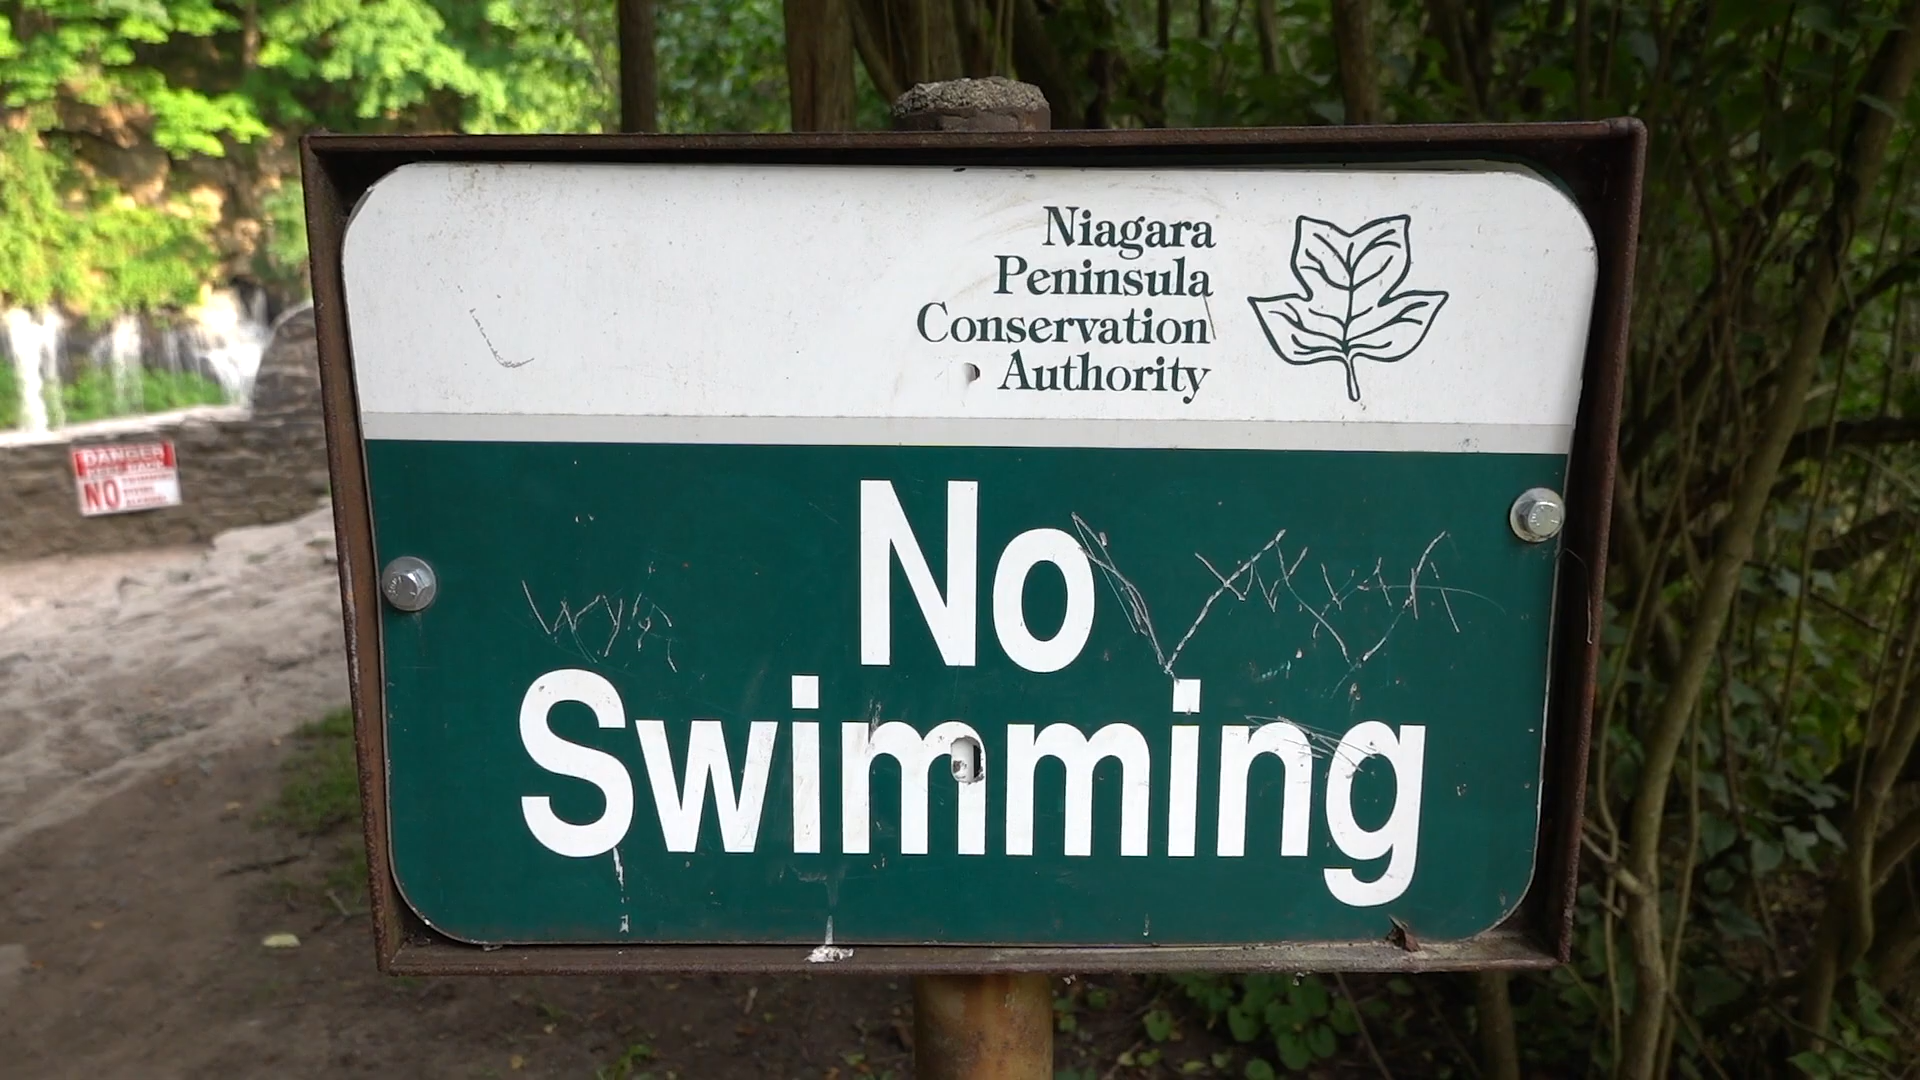 Niagara
Peninsula
Conservation
Authority
No
Swimming
DANGER
NO